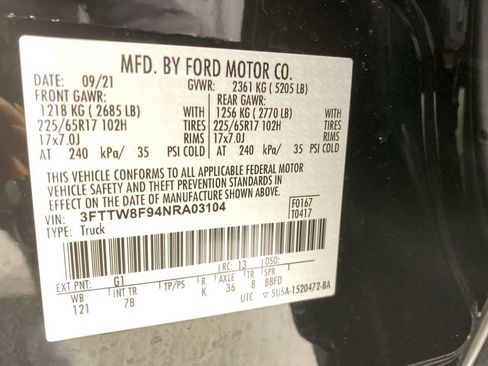 MFD. BY FORD MOTOR CO.
DATE: 09/21 GVWR: 2361 KG ( 5205 LB)
FRONT GAWR: REAR GAWR:
1218 KG ( 2685 LB) WITH 1256 KG ( 2770 LB) WITH
225/65R17 102H TIRES 225/65R17 102H TIRES
17x7.0J RIMS 17x7.0J RIMS
AT 240 kPa/ 35 PSI COLD AT 240 kPa/ 35 PSI COLD
THIS VEHICLE CONFORMS TO ALL APPLICABLE FEDERAL MOTOR
VEHICLE SAFETY AND THEFT PREVENTION STANDARDS IN
EFFECT ON THE DATE OF MANUFACTURE SHOWN ABOVE.
VIN: 3FTTW8F94NRA03104 F0167
TYPE: Truck T0417
EXT PNT: G1 RC: 13
WB INT TR TP/PS R AXLE TR SPR
121 7B K 36 8 BBFD
UTC 5U5A-1520472-BA